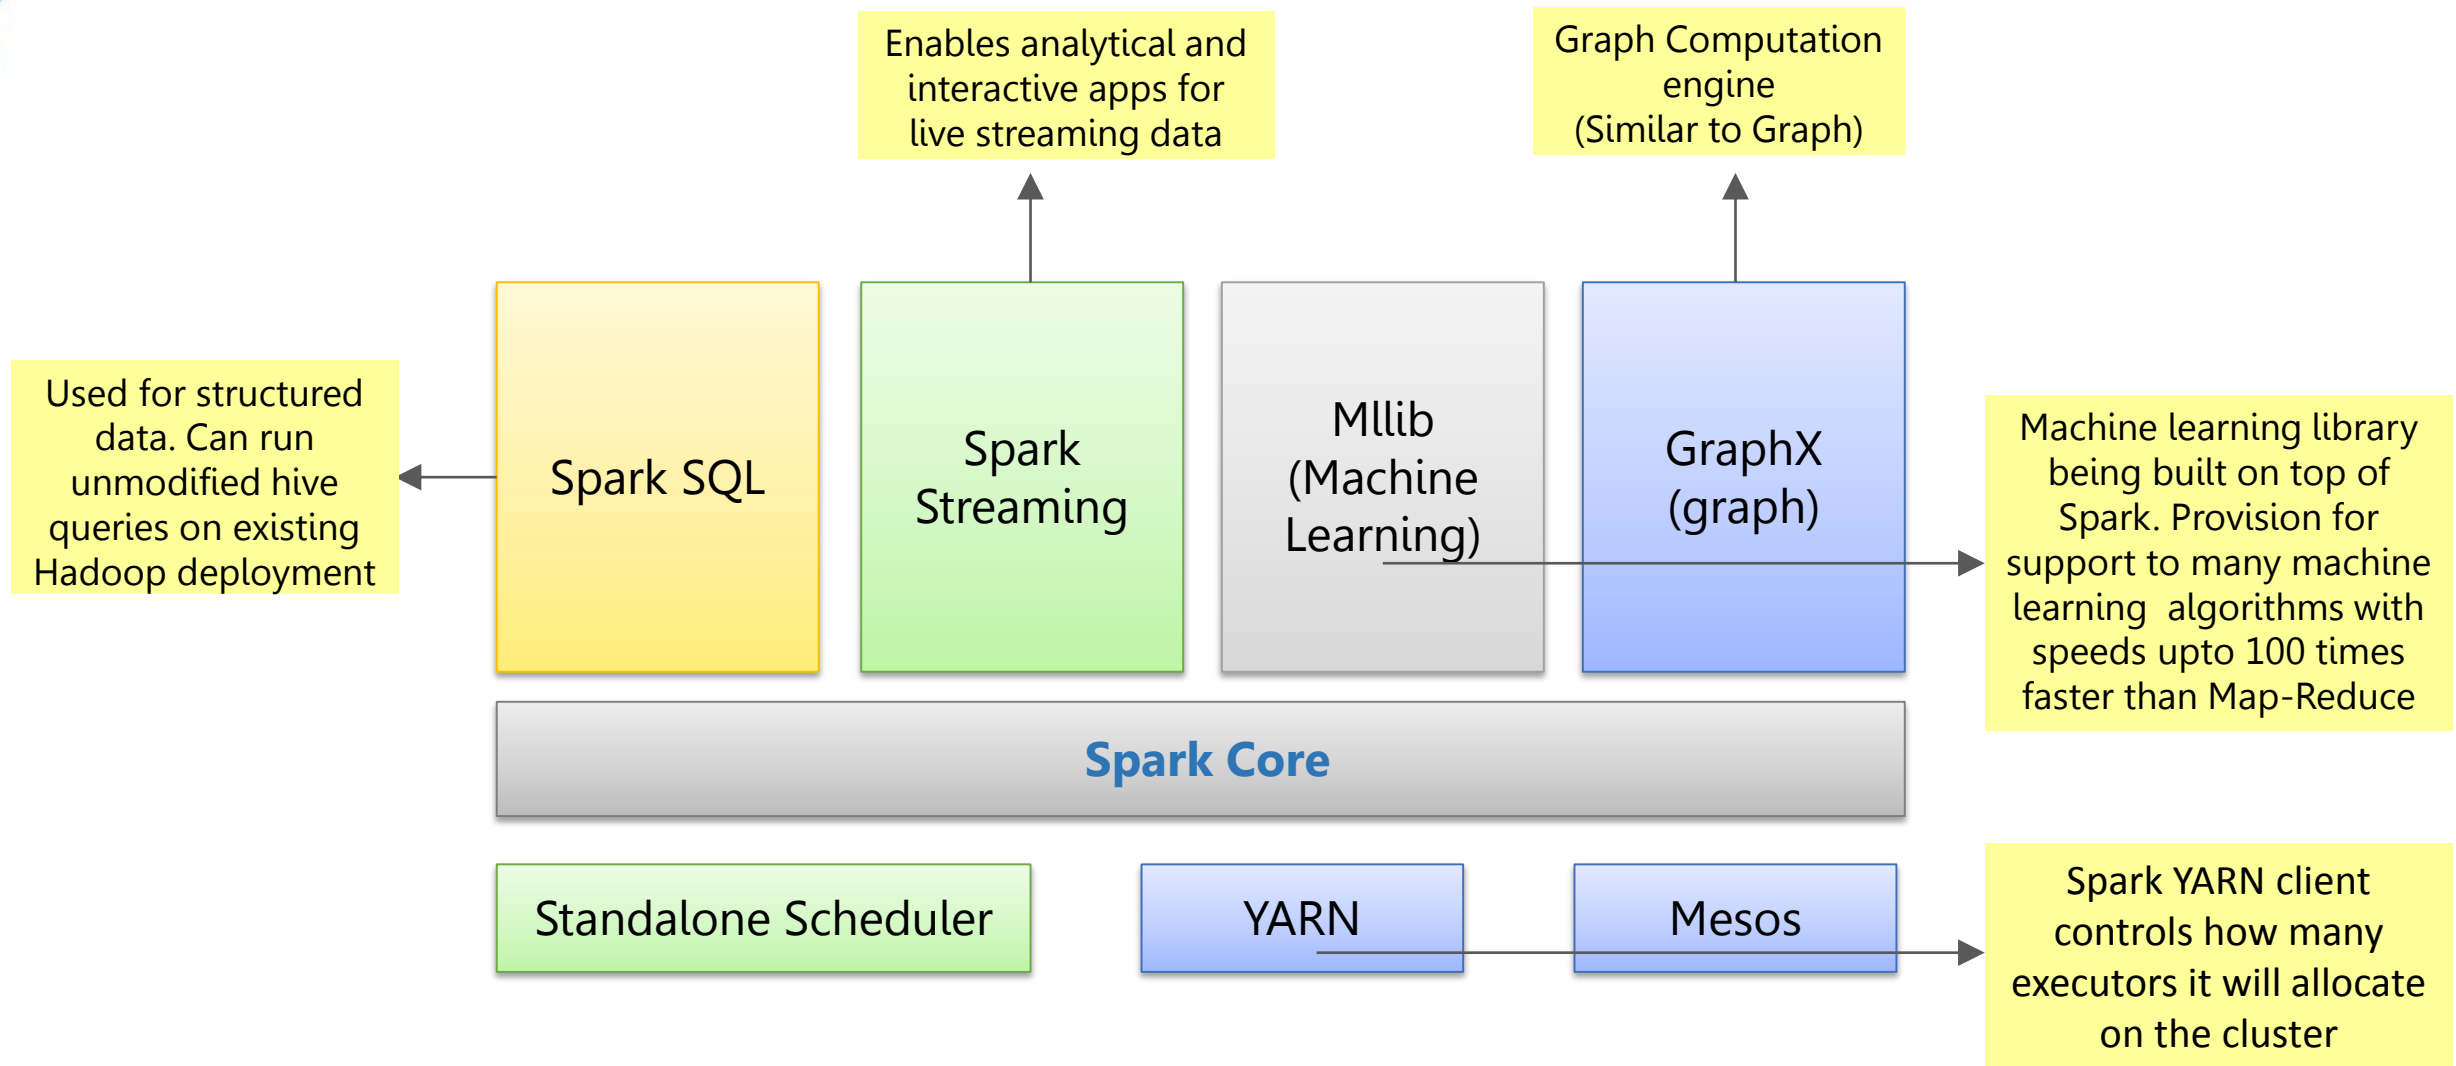 Enables analytical and
interactive apps for
live streaming data
Graph Computation
engine
(Similar to Graph)
Used for structured
data. Can run
unmodified hive
queries on existing
Hadoop deployment
Spark SQL
Spark
Streaming
Mllib
(Machine
Learning)
GraphX
(graph)
Machine learning library
being built on top of
Spark. Provision for
support to many machine
learning  algorithms with
speeds upto 100 times
faster than Map-Reduce
Spark Core
Standalone Scheduler
YARN
Mesos
Spark YARN client
controls how many
executors it will allocate
on the cluster